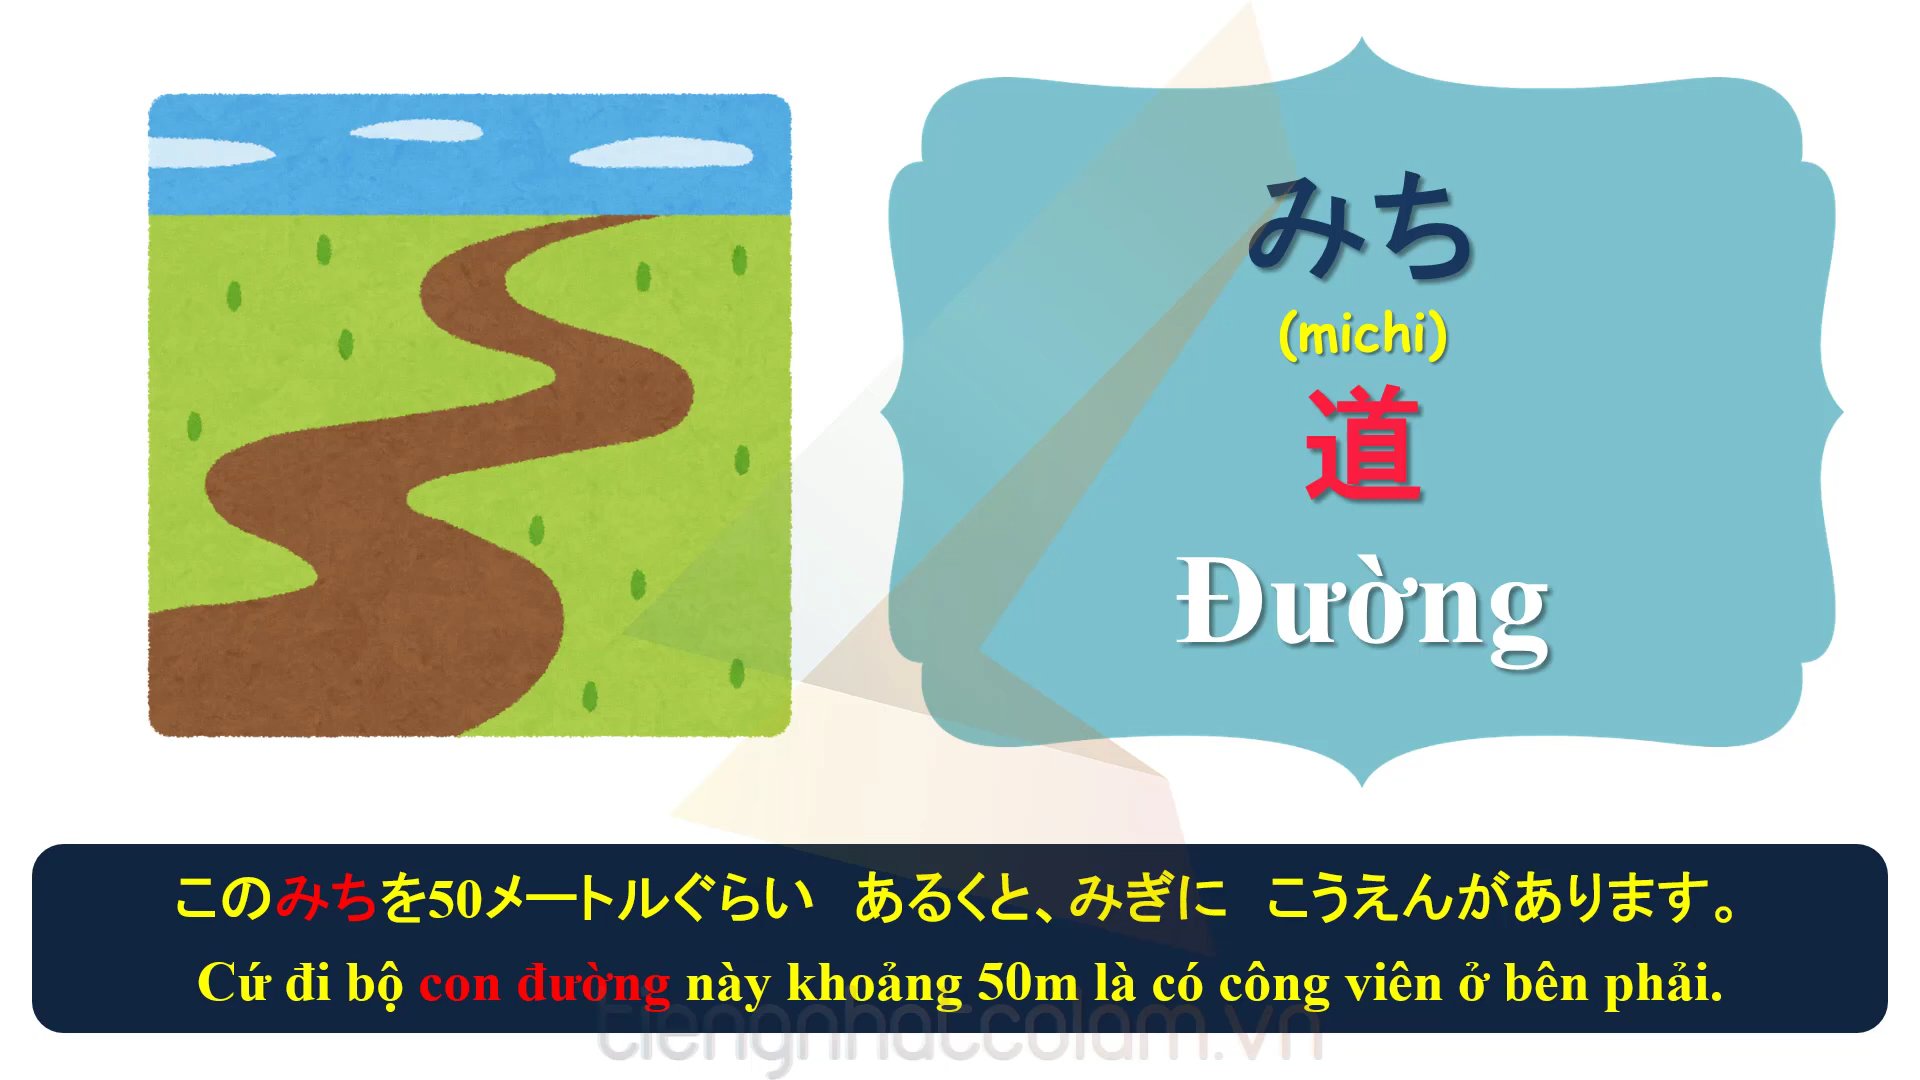 みち
(michi)
道
Đường
このみちを50メートルぐらい　あるくと、みぎに　こうえんがあります。
Cứ đi bộ con đường này khoảng 50m là có công viên ở bên phải.
tiengnhatcolam.vn